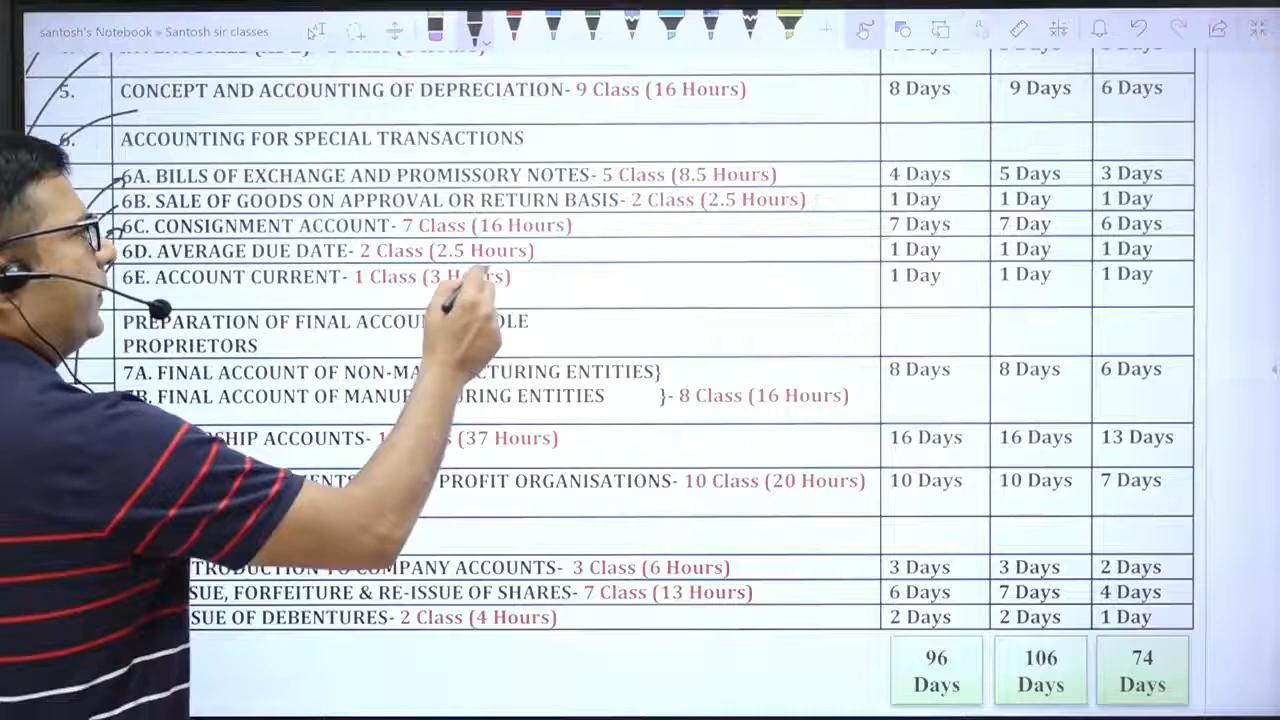 santosh's Notebook » Santosh sir classes
5. CONCEPT AND ACCOUNTING OF DEPRECIATION- 9 Class (16 Hours) 8 Days 9 Days 6 Days
6. ACCOUNTING FOR SPECIAL TRANSACTIONS
6A. BILLS OF EXCHANGE AND PROMISSORY NOTES- 5 Class (8.5 Hours) 4 Days 5 Days 3 Days
6B. SALE OF GOODS ON APPROVAL OR RETURN BASIS- 2 Class (2.5 Hours) 1 Day 1 Day 1 Day
6C. CONSIGNMENT ACCOUNT- 7 Class (16 Hours) 7 Days 7 Day 6 Days
6D. AVERAGE DUE DATE- 2 Class (2.5 Hours) 1 Day 1 Day 1 Day
6E. ACCOUNT CURRENT- 1 Class (3 Hours) 1 Day 1 Day 1 Day
PREPARATION OF FINAL OLE
PROPRIETORS
7A. FINAL ACCOUNT OF ENTITIES} 8 Days 8 Days 6 Days
FINAL ACCOUNT OF ENTITIES }- 8 Class (16 Hours)
SHIP ACCOUNTS- (37 Hours) 16 Days 16 Days 13 Days
PROFIT ORGANISATIONS- 10 Class (20 Hours) 10 Days 10 Days 7 Days
TRODUCTION TO COMPANY ACCOUNTS- 3 Class (6 Hours) 3 Days 3 Days 2 Days
SUE, FORFEITURE & RE-ISSUE OF SHARES- 7 Class (13 Hours) 6 Days 7 Days 4 Days
SUE OF DEBENTURES- 2 Class (4 Hours) 2 Days 2 Days 1 Day
96 106 74
Days Days Days